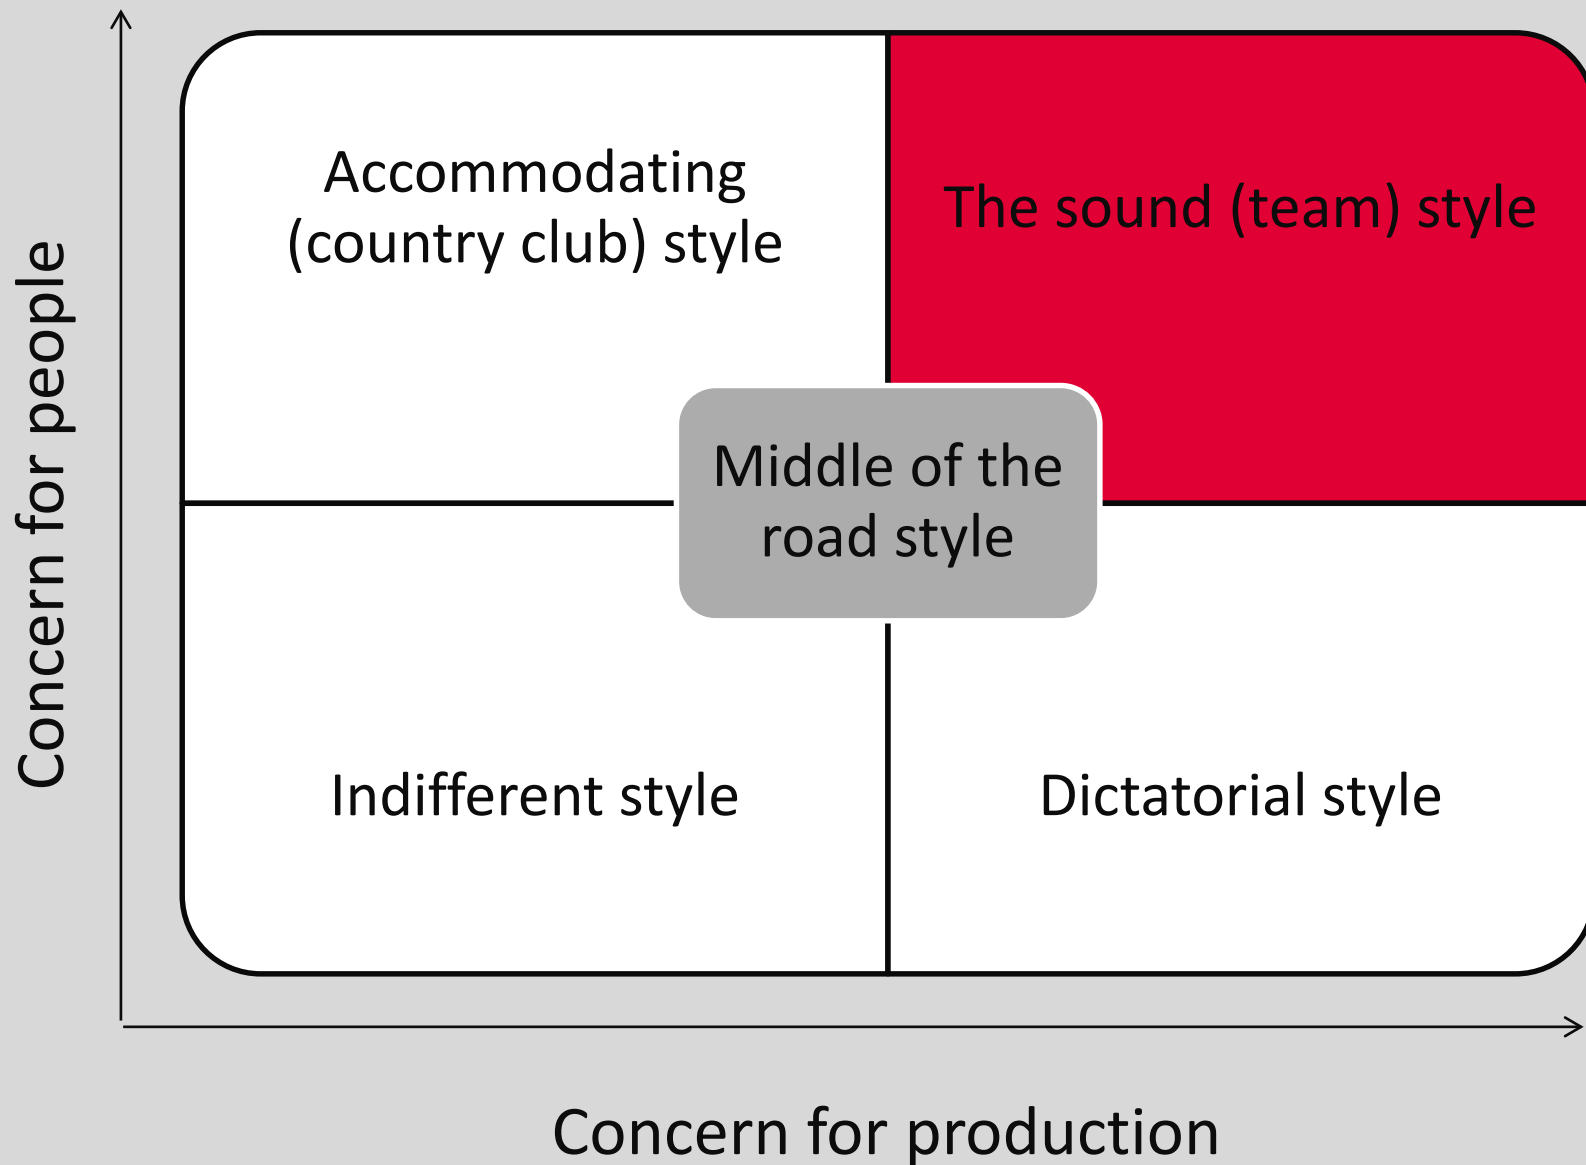 Concern for people
Accommodating
(country club) style
The sound (team) style
Middle of the
road style
Indifferent style
Dictatorial style
Concern for production